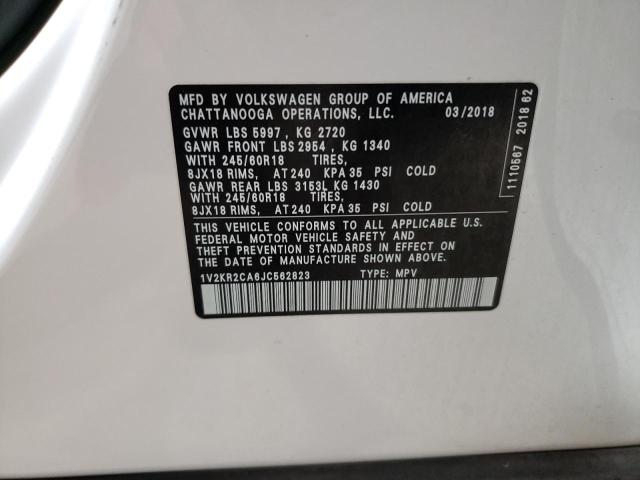 MFD BY VOLKSWAGEN GROUP OF AMERICA
CHATTANOOGA OPERATIONS, LLC. 03/2018
GVWR LBS 5997 , KG 2720
GAWR FRONT LBS 2954 , KG 1340
WITH 245/60R18 TIRES,
8JX18 RIMS, AT 240 KPA 35 PSI COLD
GAWR REAR LBS 3153L KG 1430
WITH 245/60R18 TIRES,
8JX18 RIMS, AT 240 KPA 35 PSI COLD
THIS VEHICLE CONFORMS TO ALL APPLICABLE U.S.
FEDERAL MOTOR VEHICLE SAFETY AND
THEFT PREVENTION STANDARDS IN EFFECT ON
THE DATE OF MANUFACTURE SHOWN ABOVE.
1V2KR2CA6JC562823 TYPE: MPV
1110567 2018 62